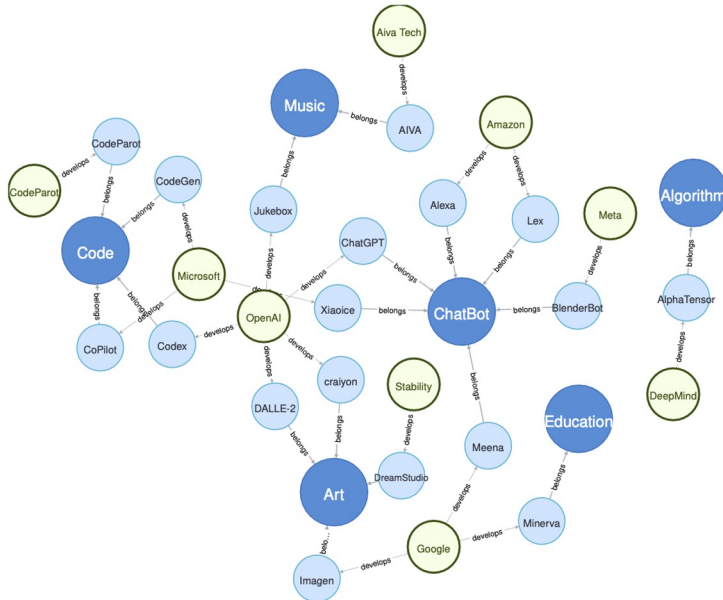 Aiva Tech
develops
Music
belongs
AIVA
Amazon
develops
develops
CodeParot
develops
CodeParot
belongs
CodeGen
belongs
develops
Code
Microsoft
belongs
Jukebox
develops
ChatGPT
develops
belongs
Alexa
belongs
Lex
belongs
Meta
develops
Algorithm
belongs
OpenAI
de
Xiaoice
belongs
ChatBot
belongs
BlenderBot
AlphaTensor
develops
DeepMind
belongs
develops
belongs
CoPilot
Codex
develops
develops
develops
DALLE-2
craiyon
Stability
develops
belongs
belongs
belongs
Education
belongs
Meena
develops
Art
DreamStudio
belo...
Imagen
develops
Google
develops
Minerva